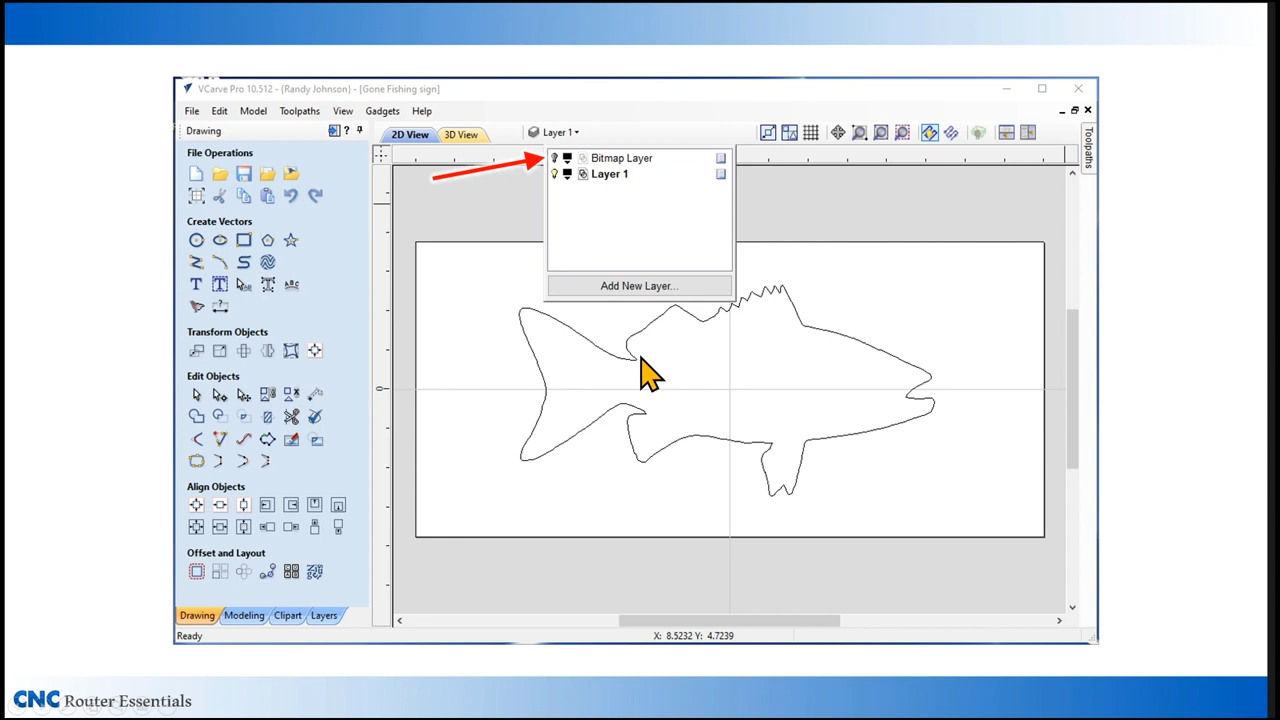 VCarve Pro 10.512 - {Randy Johnson} - [Gone Fishing sign]
File Edit Model Toolpaths View Gadgets Help
Drawing
2D View 3D View Layer 1
File Operations
Bitmap Layer
Layer 1
Toolpaths
Create Vectors
Add New Layer...
Transform Objects
Edit Objects
0
Align Objects
Offset and Layout
Drawing Modeling Clipart Layers
Ready X: 8.5232 Y: 4.7239
CNC Router Essentials